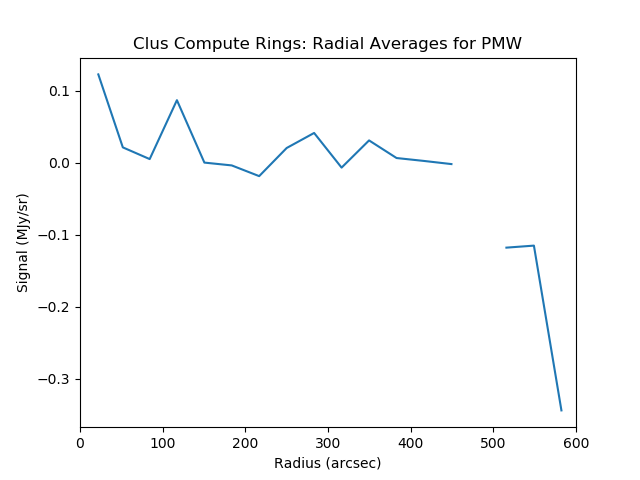 Clus Compute Rings: Radial Averages for PMW
0.1
0.0
−0.1
−0.2
−0.3
Signal (MJy/sr)
0 100 200 300 400 500 600
Radius (arcsec)